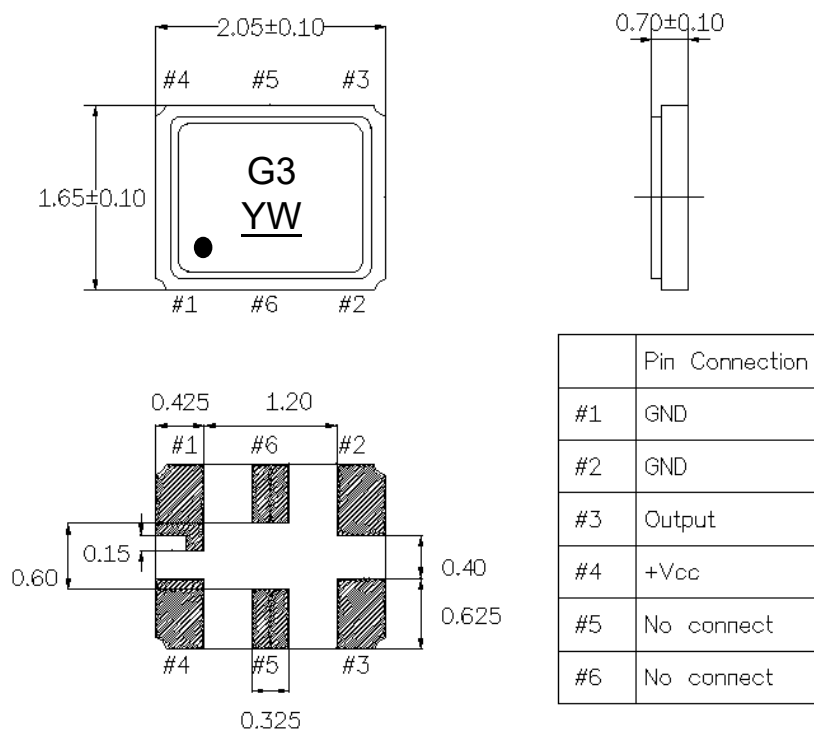 2.05±0.10
0.70±0.10
#4 #5 #3
G3
1.65±0.10
YW
#1 #6 #2
Pin Connection
#1 GND
#2 GND
#3 Output
#4 +Vcc
#5 No connect
#6 No connect
0.425 1.20
#1 #6 #2
0.15
0.60
0.40
0.625
#4 #5 #3
0.325